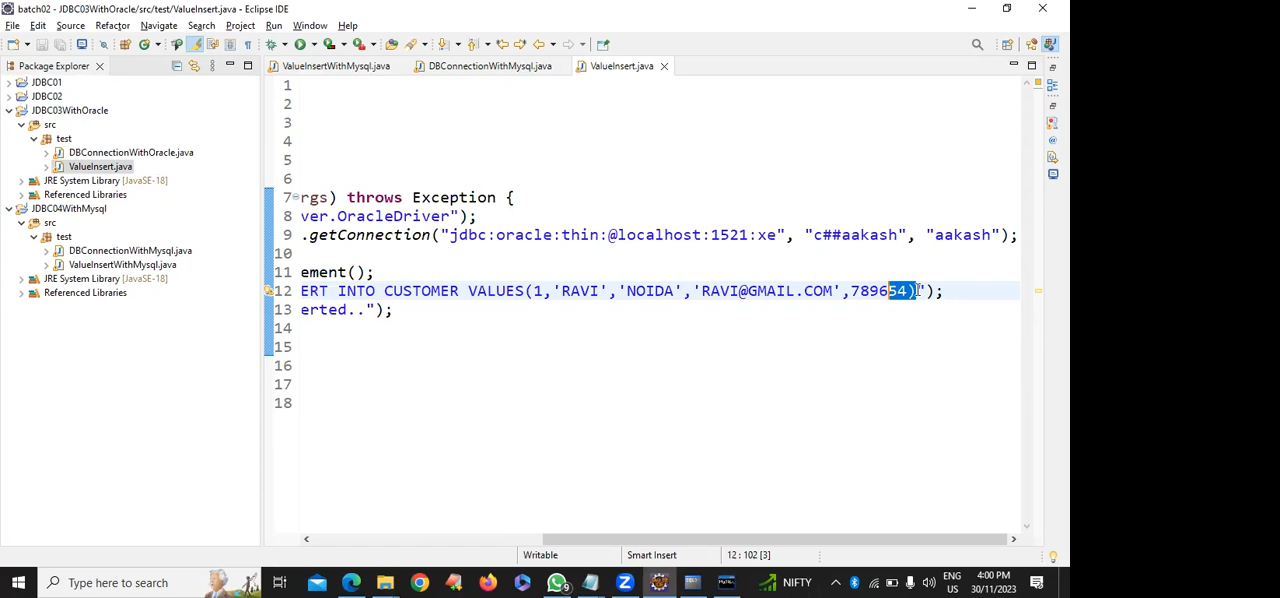 batch02 - JDBC03WithOracle/src/test/ValueInsert.java - Eclipse IDE
File Edit Source Refactor Navigate Search Project Run Window Help
Package Explorer
ValueInsertWithMysql.java DBConnectionWithMysql.java ValueInsert.java
JDBC01
JDBC02
JDBC03WithOracle
src
test
DBConnectionWithOracle.java
ValueInsert.java
JRE System Library [JavaSE-18]
Referenced Libraries
JDBC04WithMysql
src
test
DBConnectionWithMysql.java
ValueInsertWithMysql.java
JRE System Library [JavaSE-18]
Referenced Libraries
1
2
3
4
5
6
7 rgs) throws Exception {
8 ver.OracleDriver");
9 .getConnection("jdbc:oracle:thin:@localhost:1521:xe", "c##aakash", "aakash");
10
11 ement();
12 ERT INTO CUSTOMER VALUES(1,'RAVI','NOIDA','RAVI@GMAIL.COM',789654)");
13 erted..");
14
15
16
17
18
Writable Smart Insert 12 : 102 [3]
Type here to search
9
NIFTY
ENG
IN
4:00 PM
30/11/2023